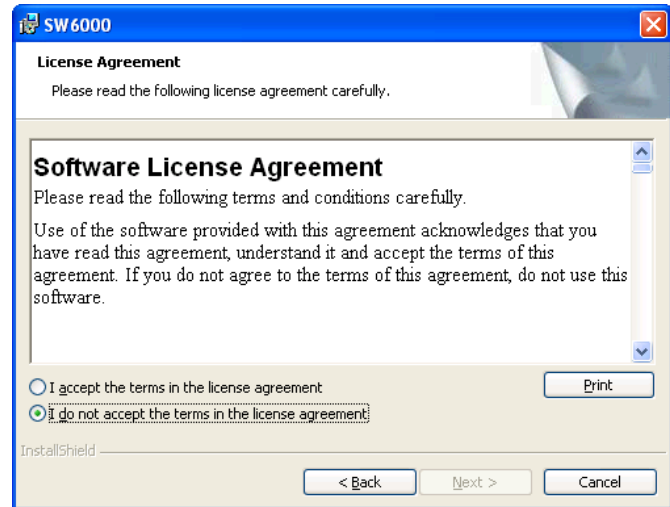 SW6000
License Agreement
Please read the following license agreement carefully.
Software License Agreement
Please read the following terms and conditions carefully.
Use of the software provided with this agreement acknowledges that you
have read this agreement, understand it and accept the terms of this
agreement. If you do not agree to the terms of this agreement, do not use this
software.
I accept the terms in the license agreement
Print
I do not accept the terms in the license agreement
InstallShield
< Back
Next >
Cancel